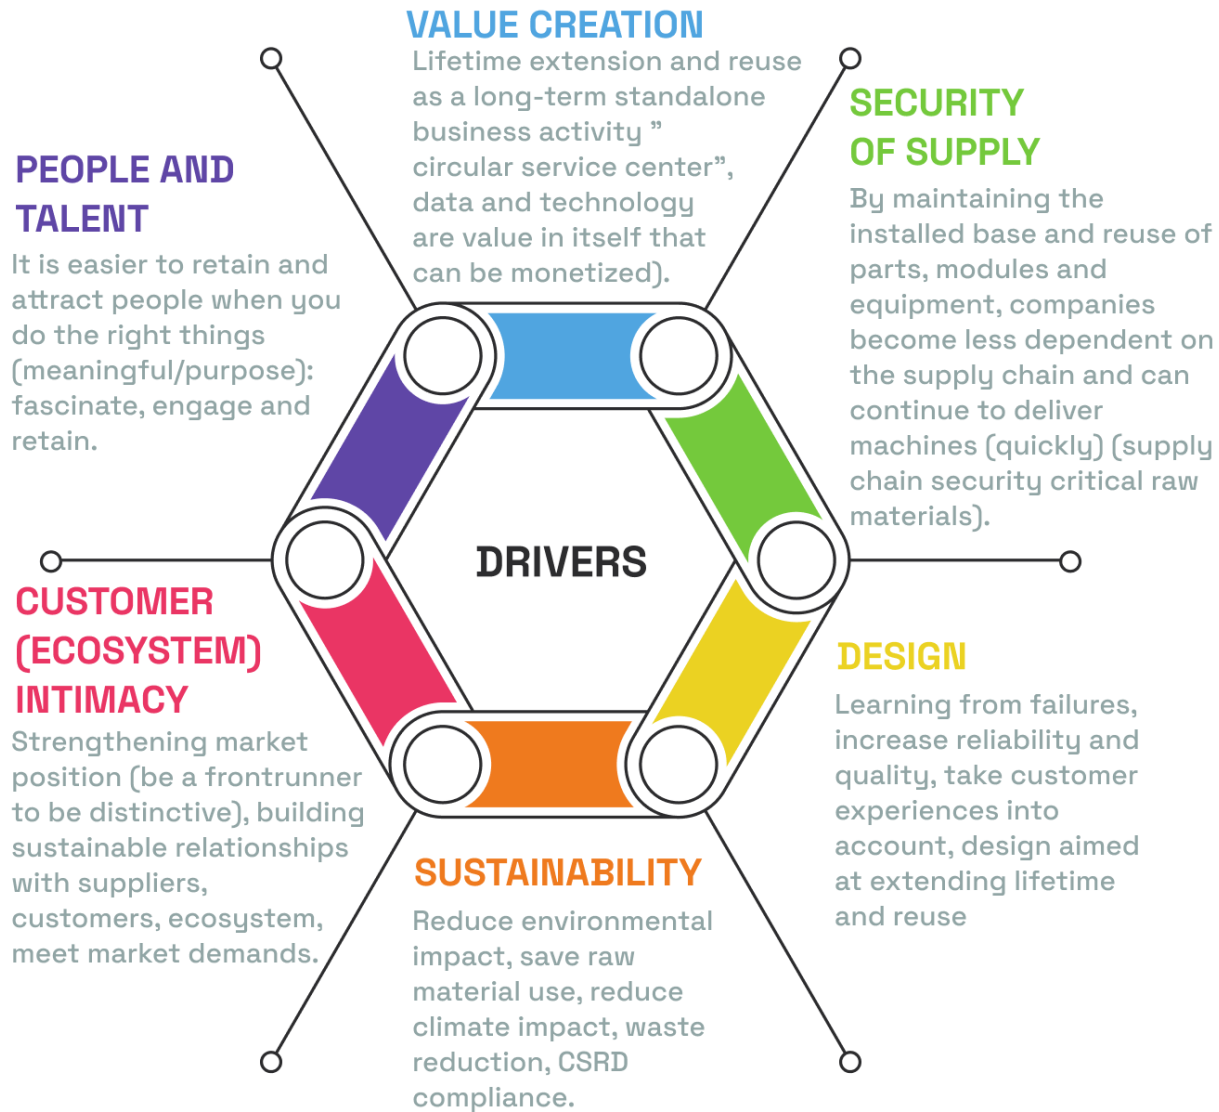 VALUE CREATION
Lifetime extension and reuse
as a long-term standalone
business activity ”
circular service center”,
data and technology
are value in itself that
can be monetized).
SECURITY
OF SUPPLY
By maintaining the
installed base and reuse of
parts, modules and
equipment, companies
become less dependent on
the supply chain and can
continue to deliver
machines (quickly) (supply
chain security critical raw
materials).
PEOPLE AND
TALENT
It is easier to retain and
attract people when you
do the right things
(meaningful/purpose):
fascinate, engage and
retain.
DRIVERS
CUSTOMER
(ECOSYSTEM)
INTIMACY
Strengthening market
position (be a frontrunner
to be distinctive), building
sustainable relationships
with suppliers,
customers, ecosystem,
meet market demands.
DESIGN
Learning from failures,
increase reliability and
quality, take customer
experiences into
account, design aimed
at extending lifetime
and reuse
SUSTAINABILITY
Reduce environmental
impact, save raw
material use, reduce
climate impact, waste
reduction, CSRD
compliance.